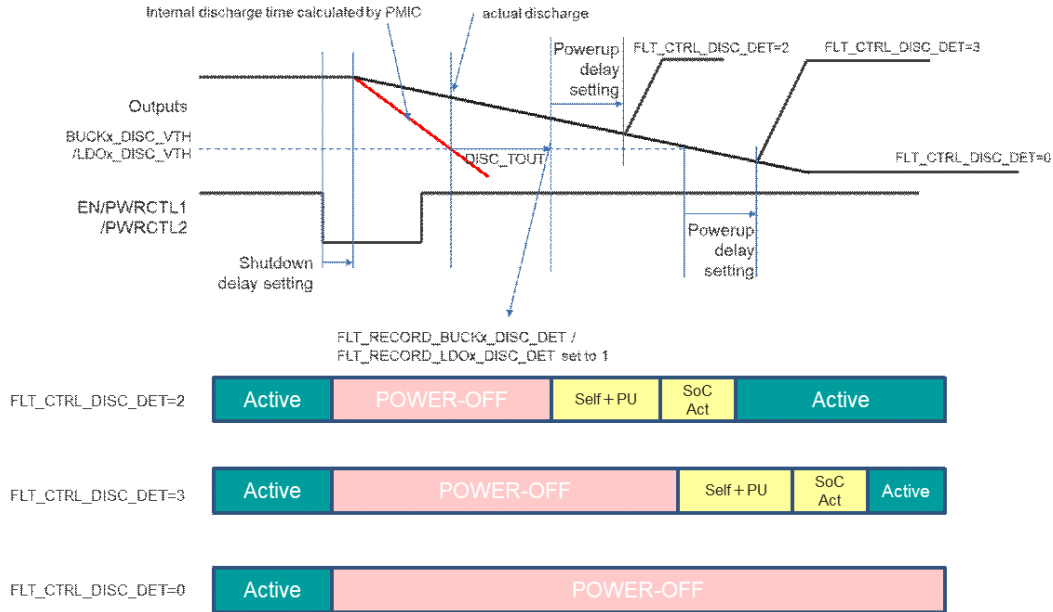 Internal discharge time calculated by PMIC
actual discharge
FLT_CTRL_DISC_DET=2
FLT_CTRL_DISC_DET=3
Powerup
delay
setting
Outputs
BUCKx_DISC_VTH
/LDOx_DISC_VTH
DISC_TOUT
FLT_CTRL_DISC_DET=0
EN/PWRCTL1
/PWRCTL2
Shutdown
delay setting
Powerup
delay
setting
FLT_RECORD_BUCKx_DISC_DET /
FLT_RECORD_LDOx_DISC_DET set to 1
FLT_CTRL_DISC_DET=2
Active
POWER-OFF
Self+PU
SoC
Act
Active
FLT_CTRL_DISC_DET=3
Active
POWER-OFF
Self+PU
SoC
Act
Active
FLT_CTRL_DISC_DET=0
Active
POWER-OFF